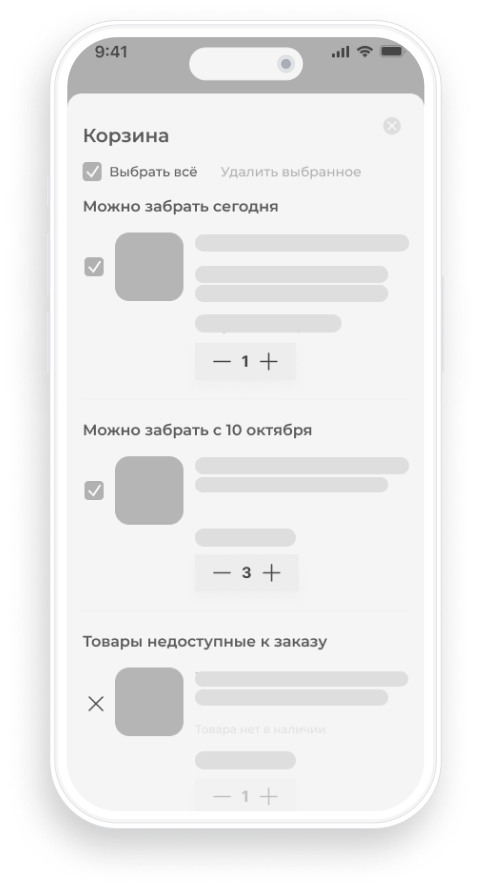 9:41
Корзина
Выбрать всё Удалить выбранное
Можно забрать сегодня
1
Можно забрать с 10 октября
3
Товары недоступные к заказу
Товара нет в наличии
1